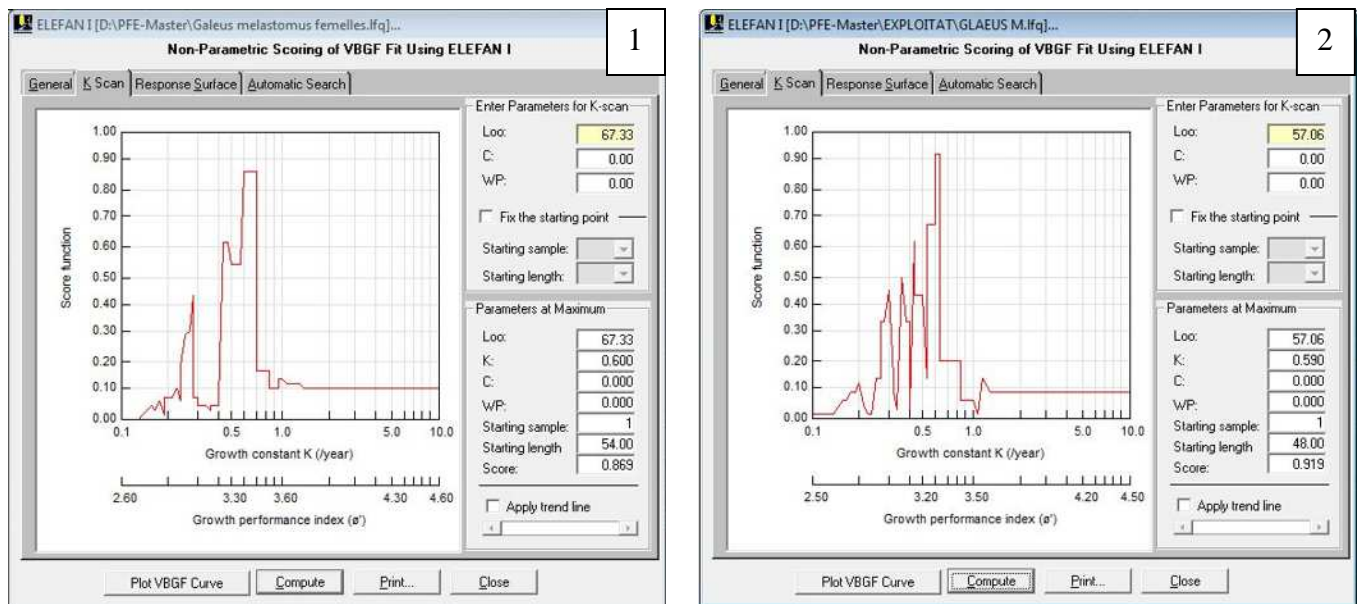 ELEFAN I [D:\PFE-Master\Galeus melastomus femelles.lfq]...
1
Non-Parametric Scoring of VBGF Fit Using ELEFAN I
General K Scan Response Surface Automatic Search
Score function
1.00
0.90
0.80
0.70
0.60
0.50
0.40
0.30
0.20
0.10
0.00
0.1 0.5 1.0 5.0 10.0
Growth constant K (/year)
2.60 3.30 3.60 4.30 4.60
Growth performance index (ø')
Enter Parameters for K-scan
Loo: 67.33
C: 0.00
WP: 0.00
Fix the starting point
Starting sample:
Starting length:
Parameters at Maximum
Loo: 67.33
K: 0.600
C: 0.000
WP: 0.000
Starting sample: 1
Starting length 54.00
Score: 0.869
Apply trend line
Plot VBGF Curve Compute Print... Close
ELEFAN I [D:\PFE-Master\EXPLOITAT\GLAEUS M.lfq]...
2
Non-Parametric Scoring of VBGF Fit Using ELEFAN I
General K Scan Response Surface Automatic Search
Score function
1.00
0.90
0.80
0.70
0.60
0.50
0.40
0.30
0.20
0.10
0.00
0.1 0.5 1.0 5.0 10.0
Growth constant K (/year)
2.50 3.20 3.50 4.20 4.50
Growth performance index (ø')
Enter Parameters for K-scan
Loo: 57.06
C: 0.00
WP: 0.00
Fix the starting point
Starting sample:
Starting length:
Parameters at Maximum
Loo: 57.06
K: 0.590
C: 0.000
WP: 0.000
Starting sample: 1
Starting length 48.00
Score: 0.919
Apply trend line
Plot VBGF Curve Compute Print... Close